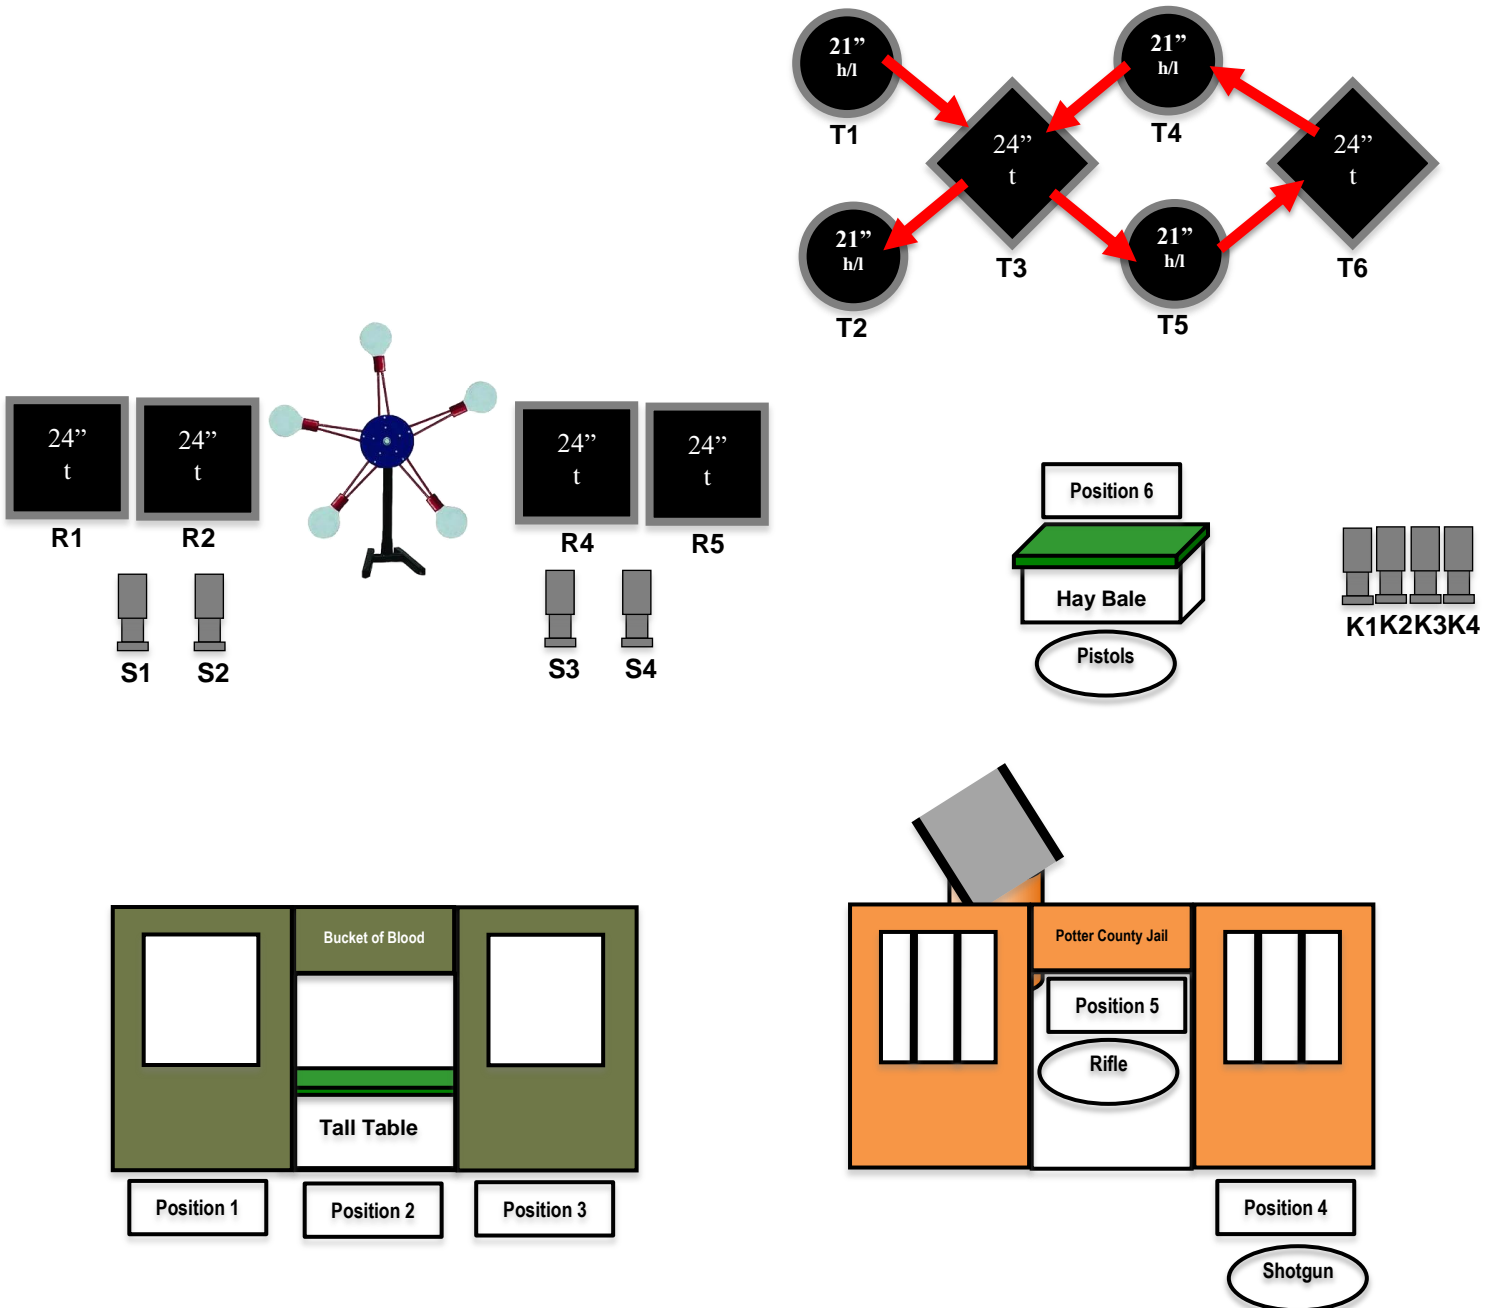 21”
h/l
T1
21”
h/l
T4
24”
t
T3
24”
t
T6
21”
h/l
T2
21”
h/l
T5
24”
t
R1
24”
t
R2
24”
t
R4
24”
t
R5
S1
S2
S3
S4
Position 6
Hay Bale
Pistols
K1K2K3K4
Bucket of Blood
Tall Table
Position 1
Position 2
Position 3
Potter County Jail
Position 5
Rifle
Position 4
Shotgun